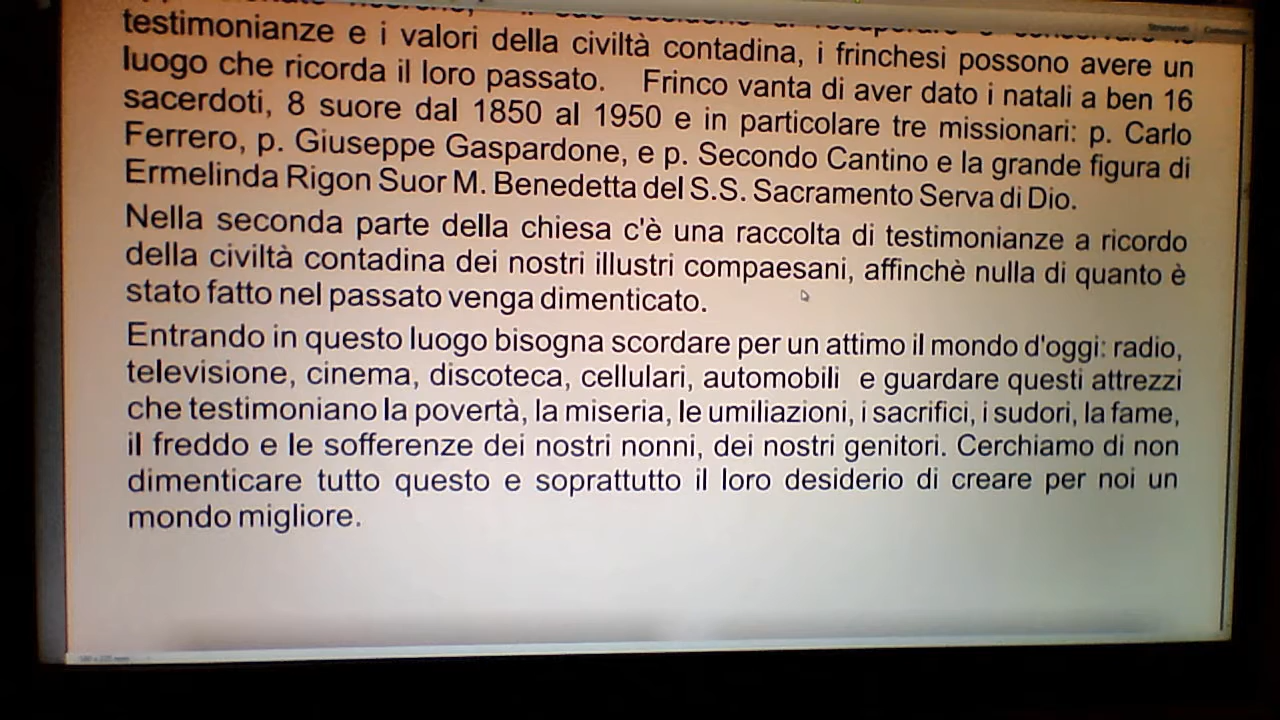 testimonianze e i valori della civiltà contadina, i frinchesi possono avere un
luogo che ricorda il loro passato. Frinco vanta di aver dato i natali a ben 16
sacerdoti, 8 suore dal 1850 al 1950 e in particolare tre missionari: p. Carlo
Ferrero, p. Giuseppe Gaspardone, e p. Secondo Cantino e la grande figura di
Ermelinda Rigon Suor M. Benedetta del S.S. Sacramento Serva di Dio.
Nella seconda parte della chiesa c'è una raccolta di testimonianze a ricordo
della civiltà contadina dei nostri illustri compaesani, affinchè nulla di quanto è
stato fatto nel passato venga dimenticato.
Entrando in questo luogo bisogna scordare per un attimo il mondo d'oggi: radio,
televisione, cinema, discoteca, cellulari, automobili e guardare questi attrezzi
che testimoniano la povertà, la miseria, le umiliazioni, i sacrifici, i sudori, la fame,
il freddo e le sofferenze dei nostri nonni, dei nostri genitori. Cerchiamo di non
dimenticare tutto questo e soprattutto il loro desiderio di creare per noi un
mondo migliore.